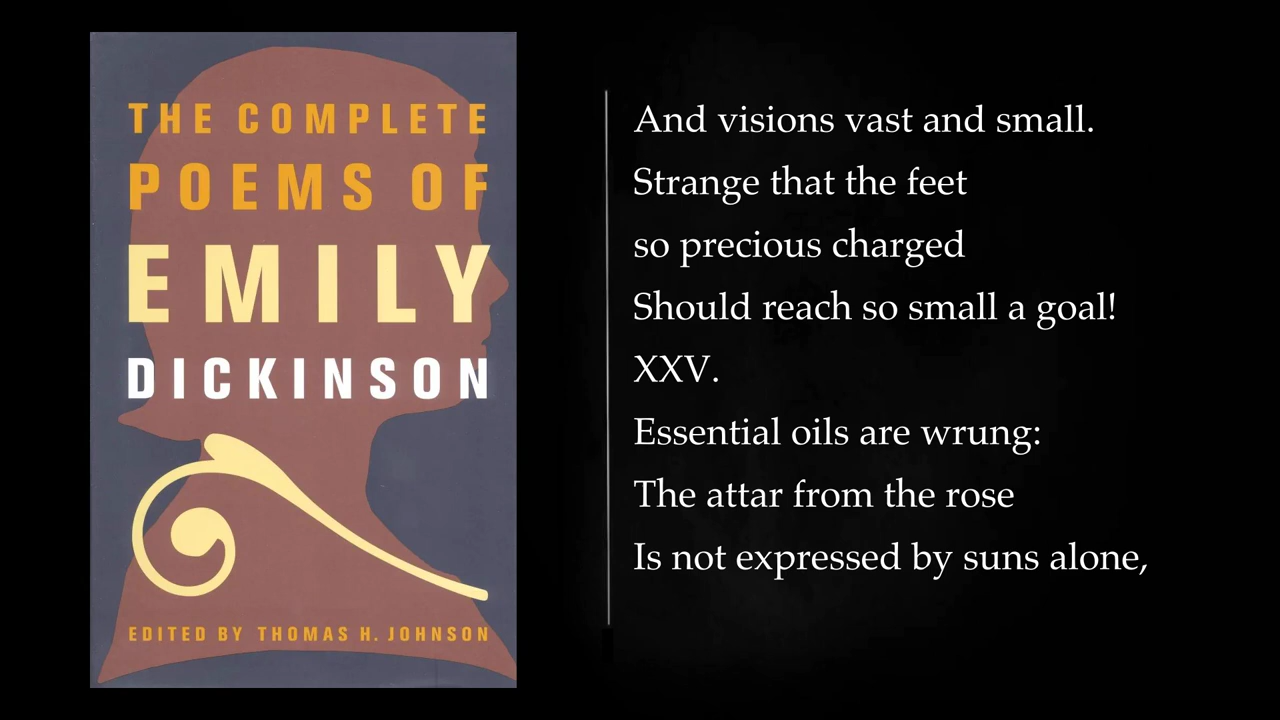 THE COMPLETE
POEMS OF
EMILY
DICKINSON
EDITED BY THOMAS H. JOHNSON
And visions vast and small.
Strange that the feet
so precious charged
Should reach so small a goal!
XXV.
Essential oils are wrung:
The attar from the rose
Is not expressed by suns alone,